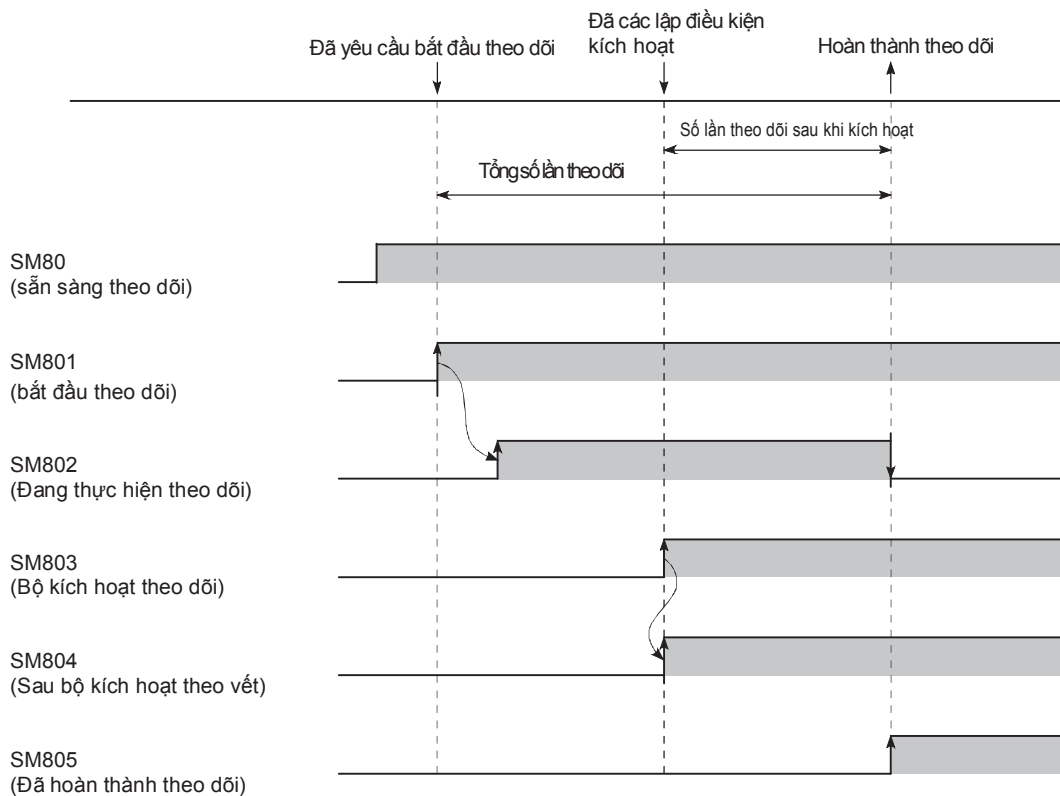 Đã yêu cầu bắt đầu theo dõi
Đã các lập điều kiện
kích hoạt
Hoàn thành theo dõi
Số lần theo dõi sau khi kích hoạt
Tổng số lần theo dõi
SM80
(sẵn sàng theo dõi)
SM801
(bắt đầu theo dõi)
SM802
(Đang thực hiện theo dõi)
SM803
(Bộ kích hoạt theo dõi)
SM804
(Sau bộ kích hoạt theo vết)
SM805
(Đã hoàn thành theo dõi)